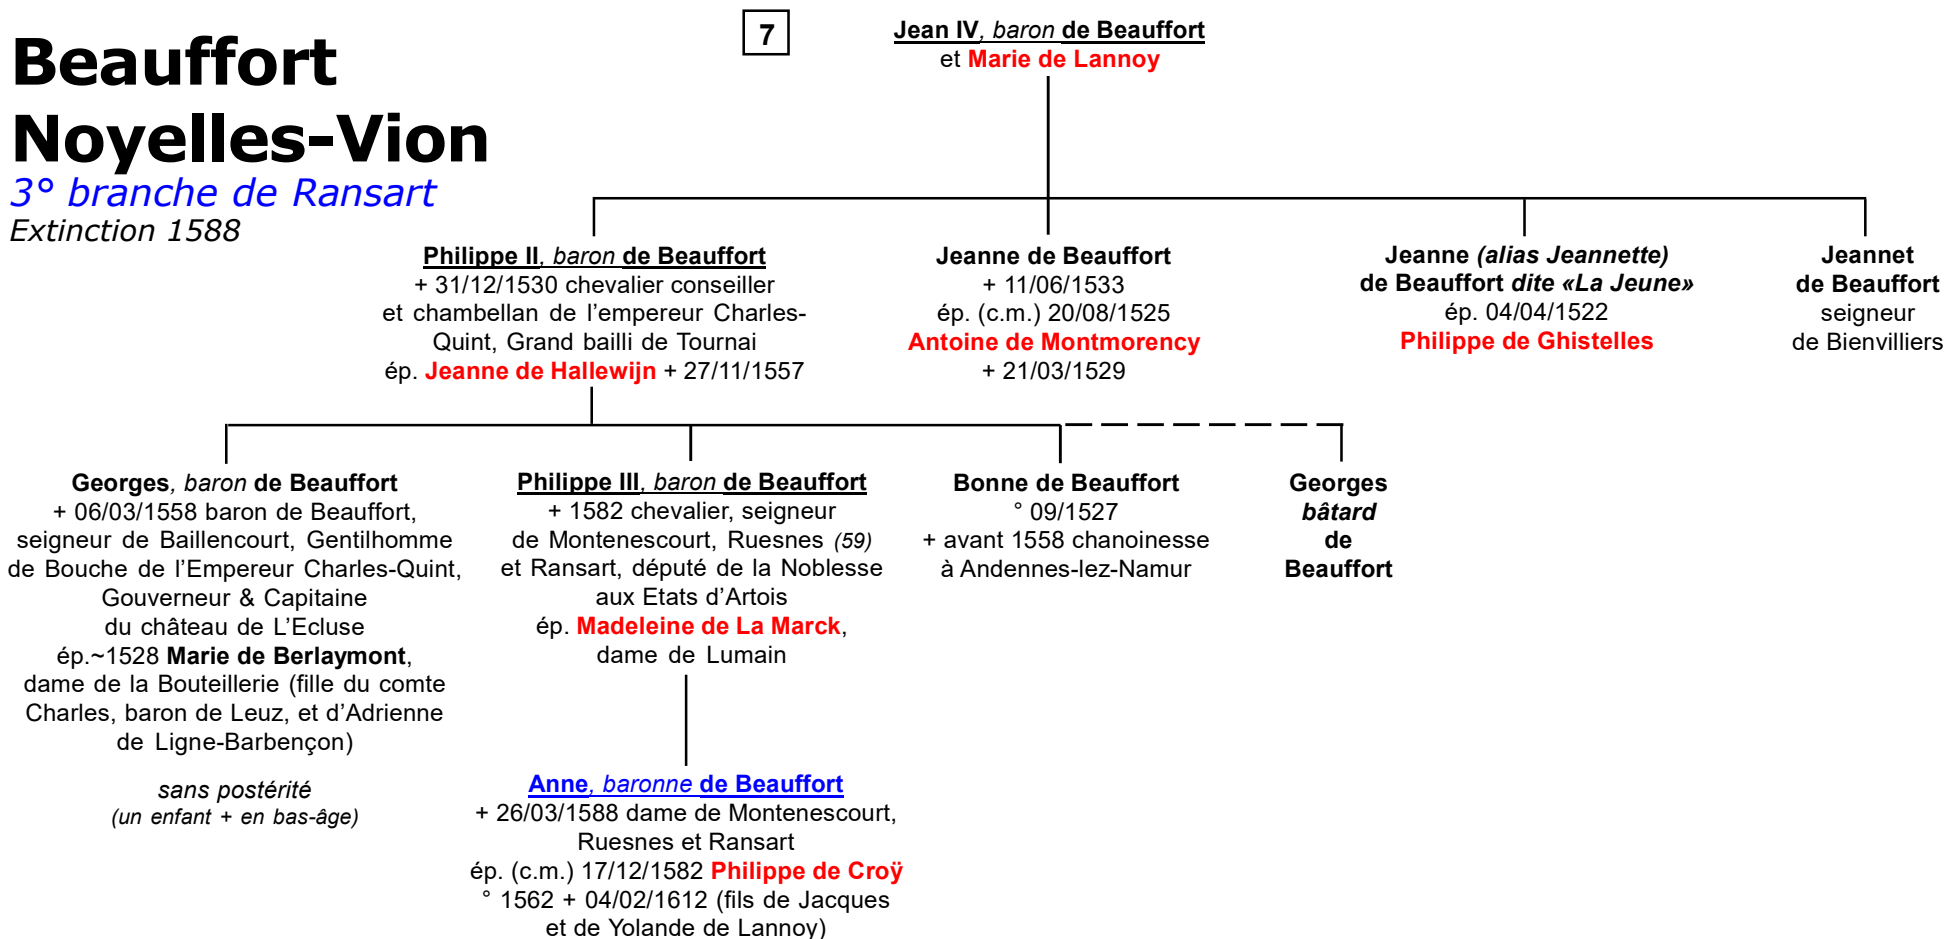 Beauffort
Noyelles-Vion
3° branche de Ransart
Extinction 1588
7
Jean IV, baron de Beauffort
et Marie de Lannoy
Philippe II, baron de Beauffort
+ 31/12/1530 chevalier conseiller
et chambellan de l'empereur Charles-
Quint, Grand bailli de Tournai
ép. Jeanne de Hallewijn + 27/11/1557
Jeanne de Beauffort
+ 11/06/1533
ép. (c.m.) 20/08/1525
Antoine de Montmorency
+ 21/03/1529
Jeanne (alias Jeannette)
de Beauffort dite «La Jeune»
ép. 04/04/1522
Philippe de Ghistelles
Jeannet
de Beauffort
seigneur
de Bienvilliers
Georges, baron de Beauffort
+ 06/03/1558 baron de Beauffort,
seigneur de Baillencourt, Gentilhomme
de Bouche de l'Empereur Charles-Quint,
Gouverneur & Capitaine
du château de L'Ecluse
ép.~1528 Marie de Berlaymont,
dame de la Bouteillerie (fille du comte
Charles, baron de Leuz, et d'Adrienne
de Ligne-Barbençon)
sans postérité
(un enfant + en bas-âge)
Philippe III, baron de Beauffort
+ 1582 chevalier, seigneur
de Montenescourt, Ruesnes (59)
et Ransart, député de la Noblesse
aux Etats d'Artois
ép. Madeleine de La Marck,
dame de Lumain
Bonne de Beauffort
° 09/1527
+ avant 1558 chanoinesse
à Andennes-lez-Namur
Georges
bâtard
de
Beauffort
Anne, baronne de Beauffort
+ 26/03/1588 dame de Montenescourt,
Ruesnes et Ransart
ép. (c.m.) 17/12/1582 Philippe de Croÿ
° 1562 + 04/02/1612 (fils de Jacques
et de Yolande de Lannoy)